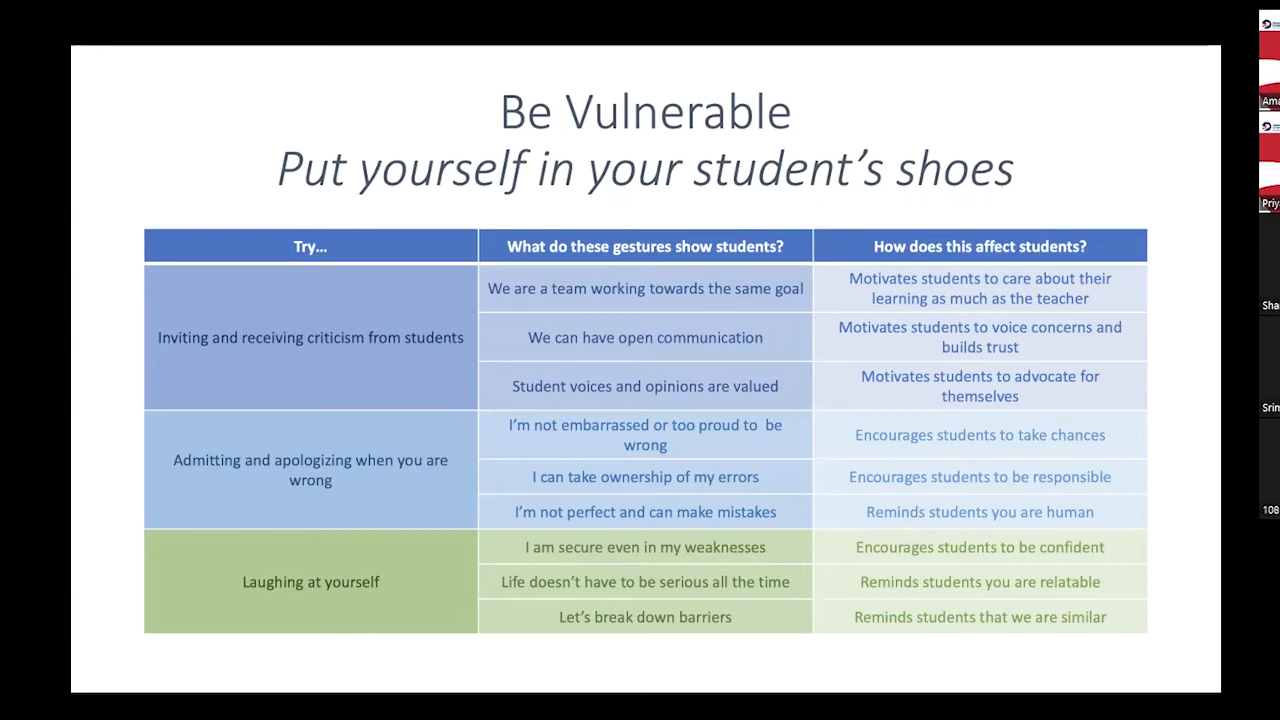 Be Vulnerable
Put yourself in your student's shoes
Try…
What do these gestures show students?
How does this affect students?
Inviting and receiving criticism from students
We are a team working towards the same goal
Motivates students to care about their
learning as much as the teacher
We can have open communication
Motivates students to voice concerns and
builds trust
Student voices and opinions are valued
Motivates students to advocate for
themselves
Admitting and apologizing when you are
wrong
I'm not embarrassed or too proud to  be
wrong
Encourages students to take chances
I can take ownership of my errors
Encourages students to be responsible
I'm not perfect and can make mistakes
Reminds students you are human
Laughing at yourself
I am secure even in my weaknesses
Encourages students to be confident
Life doesn't have to be serious all the time
Reminds students you are relatable
Let's break down barriers
Reminds students that we are similar
Ama
Priy
Sha
Srin
108